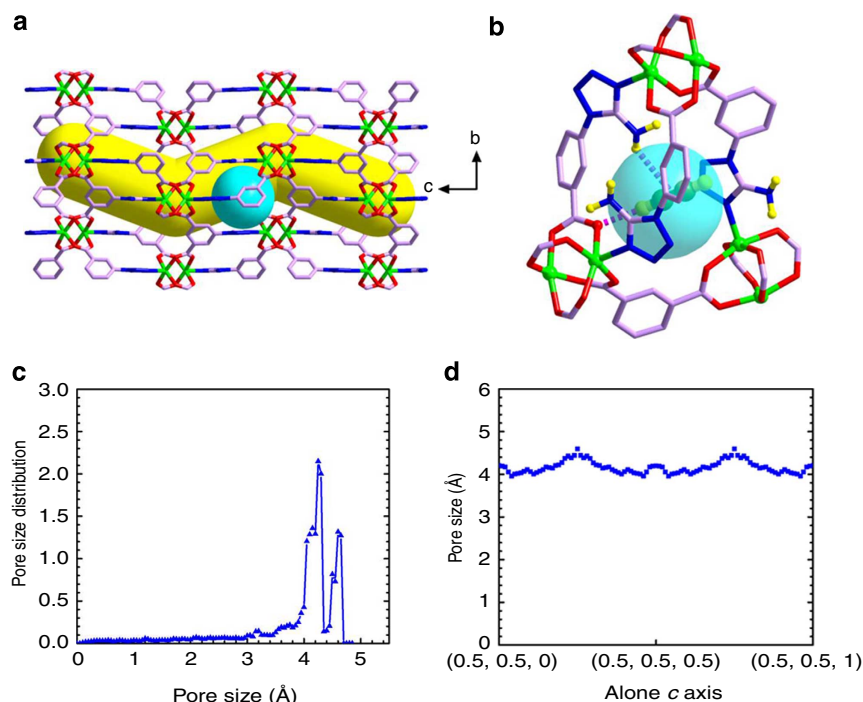 a
b
b
c
c
d
3.0
2.5
2.0
1.5
1.0
0.5
0.0
Pore size distribution
0 1 2 3 4 5
Pore size (Å)
6
5
4
3
2
1
0
Pore size (Å)
(0.5, 0.5, 0) (0.5, 0.5, 0.5) (0.5, 0.5, 1)
Alone c axis